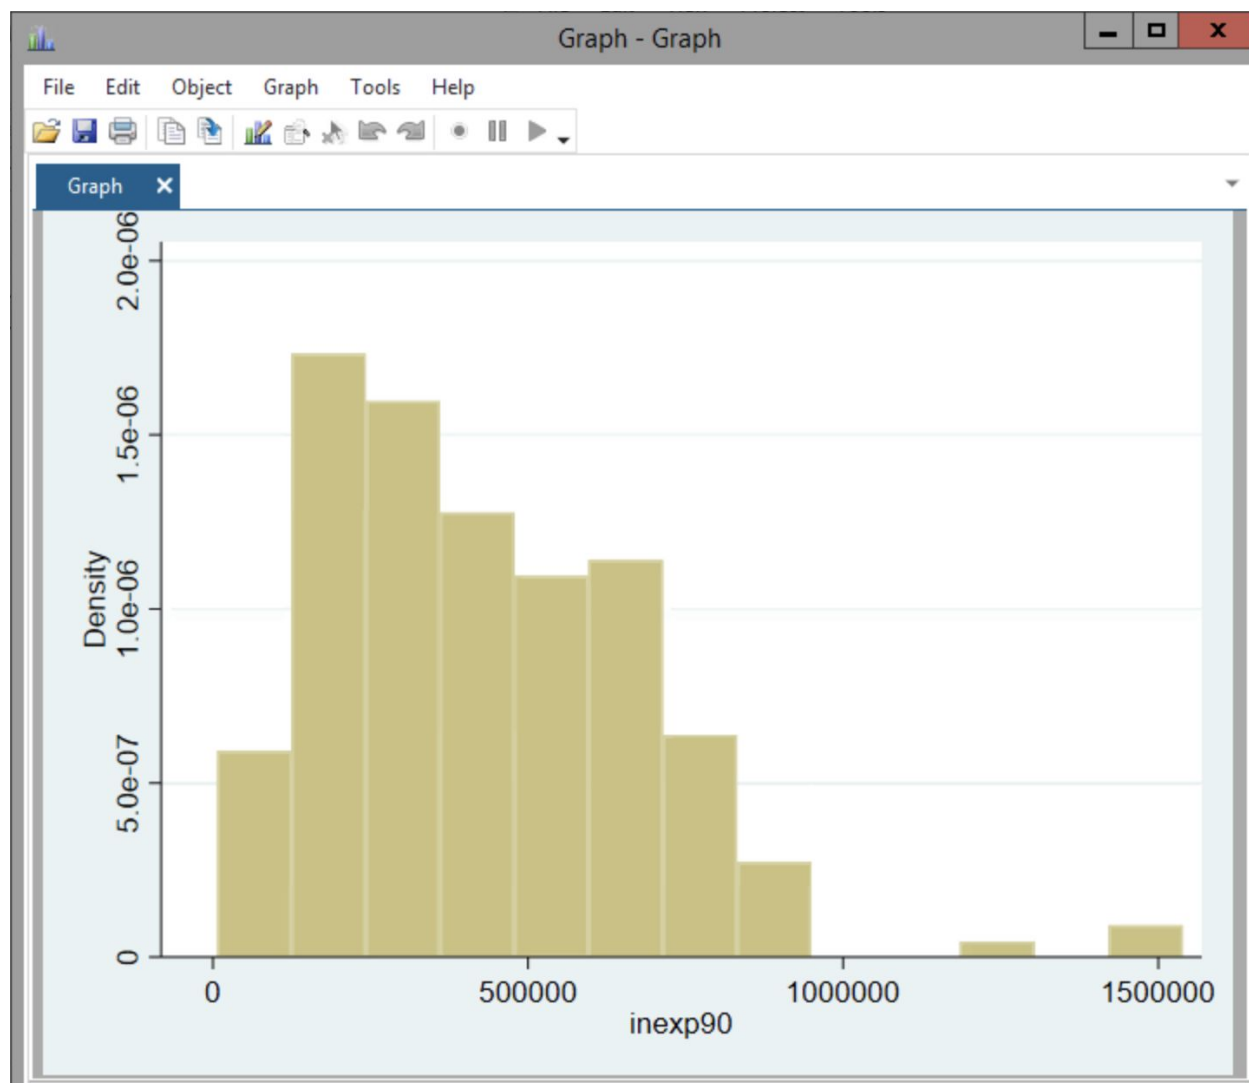 Graph - Graph
File Edit Object Graph Tools Help
Graph
2.0e-06
1.5e-06
1.0e-06
5.0e-07
0
Density
0 500000 1000000 1500000
inexp90